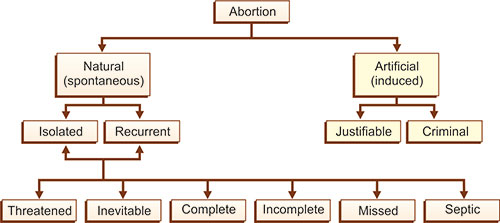 Abortion
Natural
(spontaneous)
Artificial
(induced)
Isolated
Recurrent
Justifiable
Criminal
Threatened
Inevitable
Complete
Incomplete
Missed
Septic